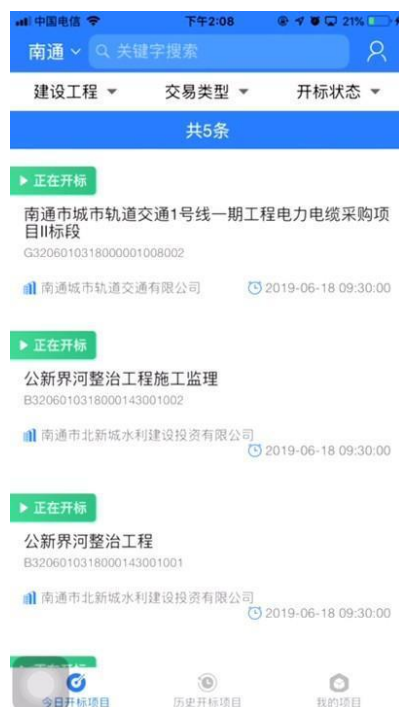 中国电信 下午2:08 21%
南通 关键字搜索
建设工程 交易类型 开标状态
共5条
正在开标
南通市城市轨道交通1号线一期工程电力电缆采购项
目II标段
G3206010318000001008002
南通城市轨道交通有限公司 2019-06-18 09:30:00
正在开标
公新界河整治工程施工监理
B3206010318000143001002
南通市北新城水利建设投资有限公司
2019-06-18 09:30:00
正在开标
公新界河整治工程
B3206010318000143001001
南通市北新城水利建设投资有限公司
2019-06-18 09:30:00
正在开标
今日开标项目 历史开标项目 我的项目